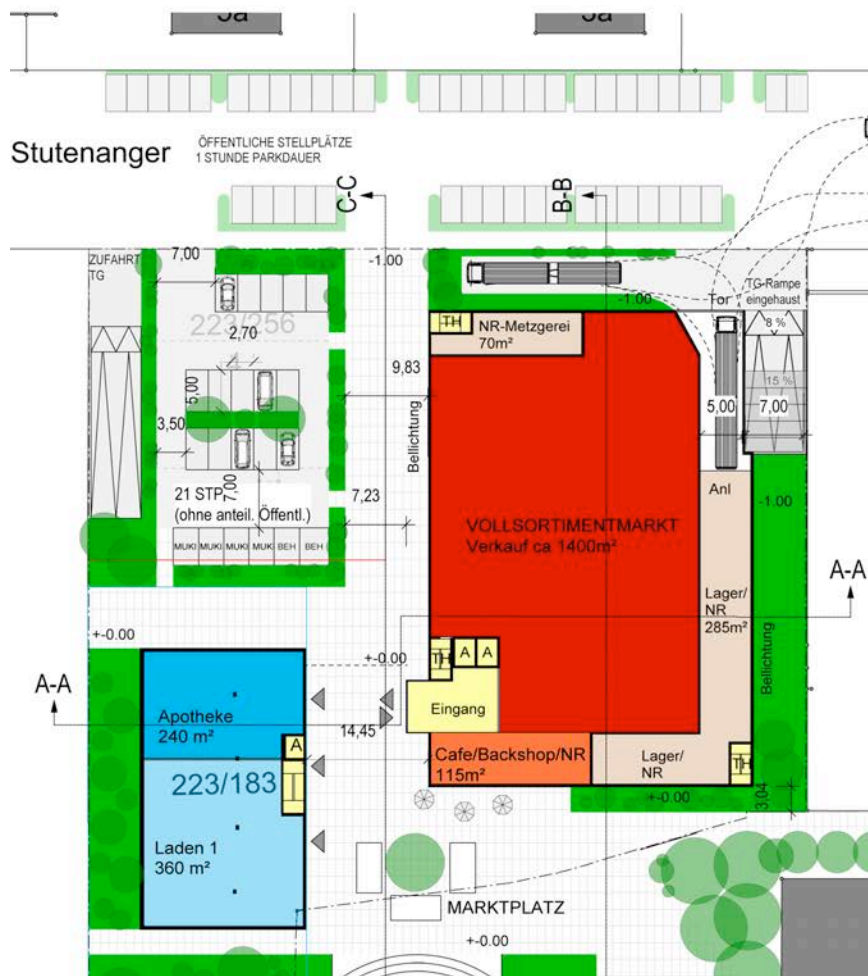 5a
5a
Stutenanger
ÖFFENTLICHE STELLPLÄTZE
1 STUNDE PARKDAUER
C-C
B-B
ZUFAHRT
TG
7,00
-1.00
223/256
2,70
5,00
3,50
7,00
21 STP.
(ohne anteil. Öffentl.)
MUKI MUKI MUKI MUKI BEH BEH
9,83
7,23
Bellichtung
TH
NR-Metzgerei
70m²
-1.00
Tor
TG-Rampe
eingehaust
8 %
15 %
5,00
7,00
Anl
-1.00
VOLLSORTIMENTMARKT
Verkauf ca 1400m²
Lager/
NR
285m²
Bellichtung
A-A
+-0.00
+-0.00
TH
A
A
Eingang
A-A
Apotheke
240 m²
14,45
A
Cafe/Backshop/NR
115m²
Lager/
NR
TH
223/183
+-0.00
3,04
Laden 1
360 m²
MARKTPLATZ
+-0.00